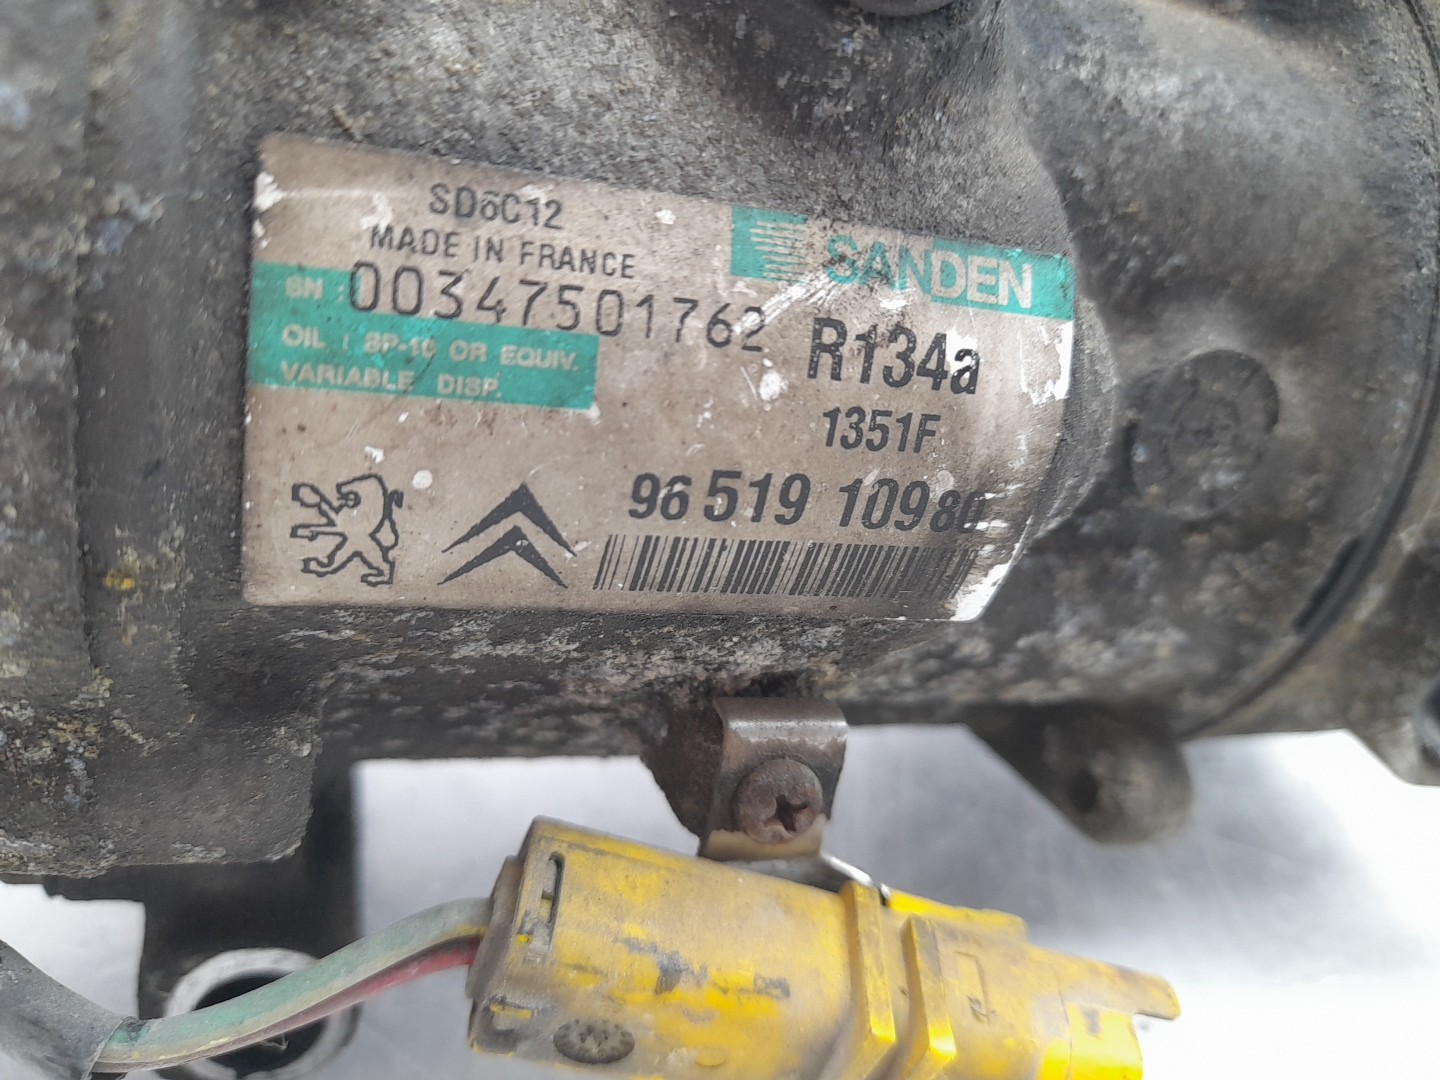 SD6C12
MADE IN FRANCE
SANDEN
SN : 00347501762
OIL : SP-10 OR EQUIV.
VARIABLE DISP.
R134a
1351F
96 519 10980